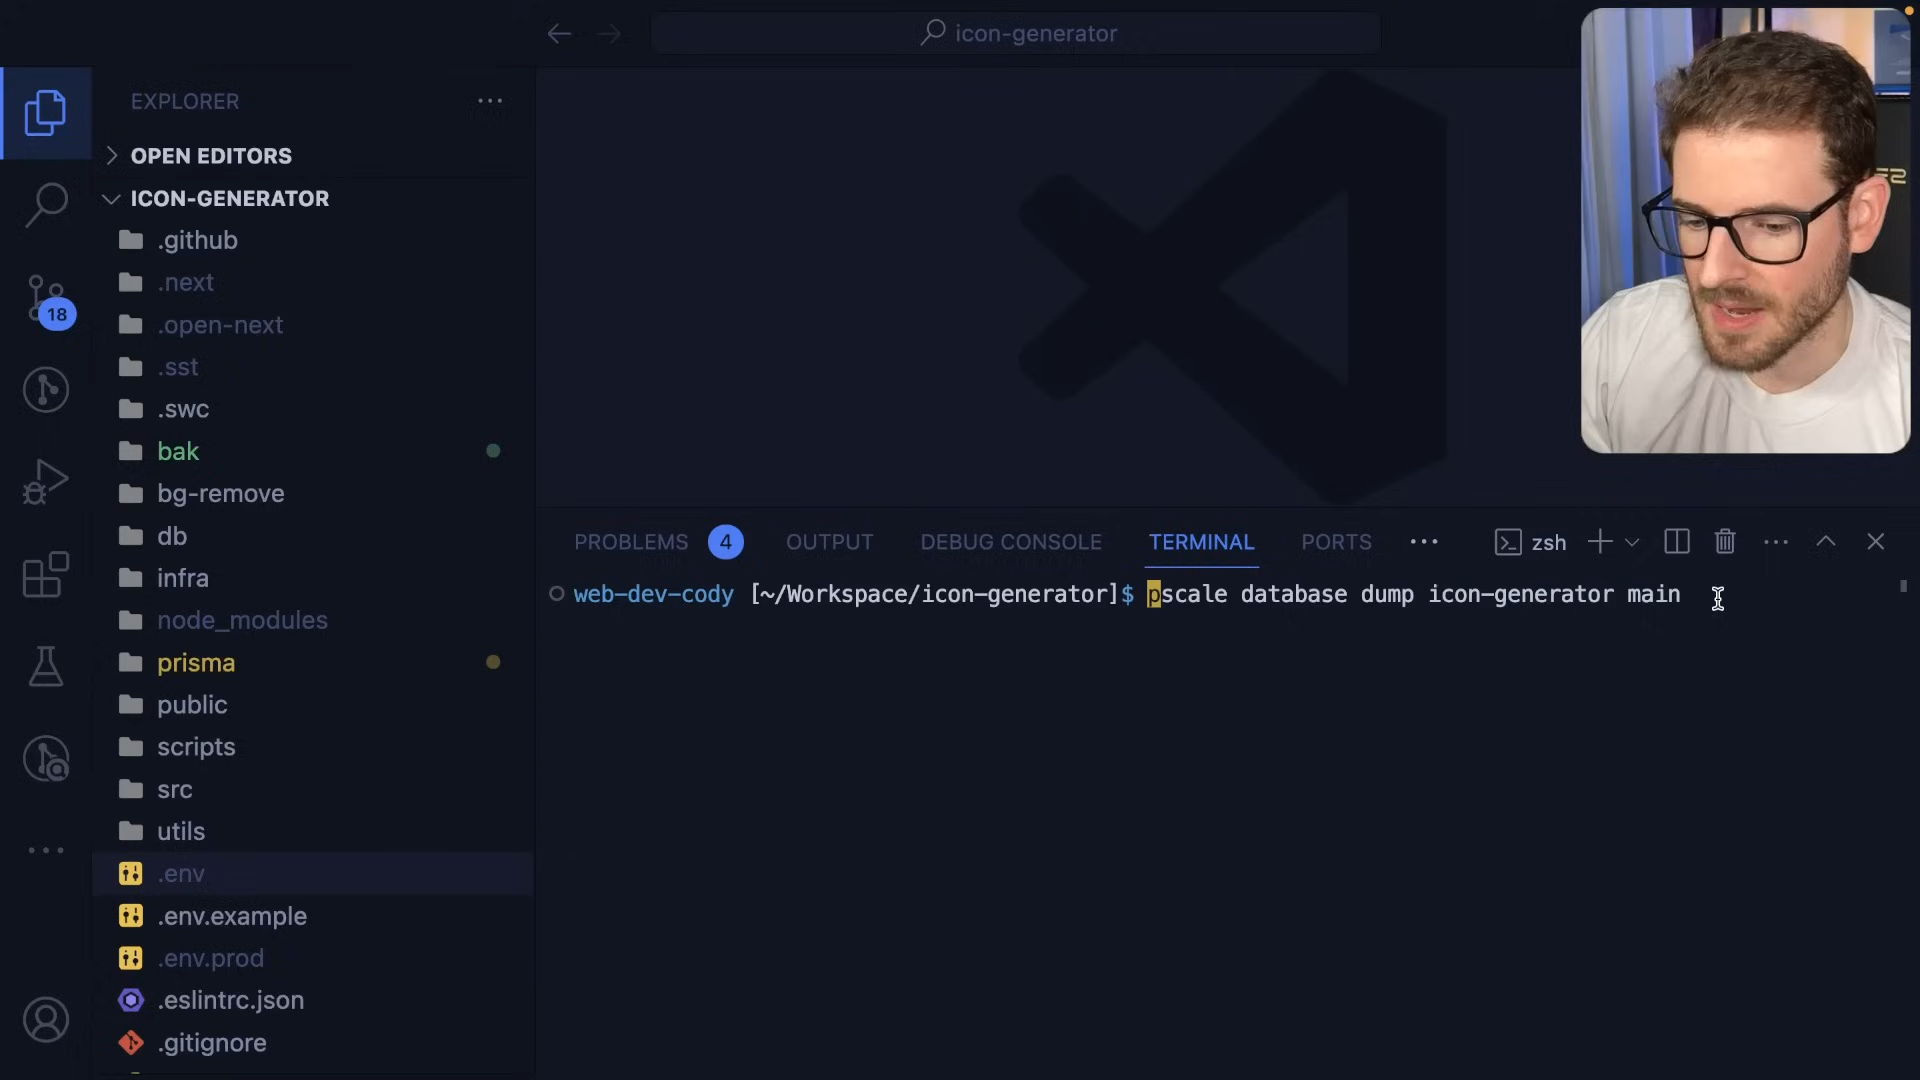 icon-generator
EXPLORER
OPEN EDITORS
ICON-GENERATOR
.github
.next
.open-next
.sst
.swc
bak
bg-remove
db
infra
node_modules
prisma
public
scripts
src
utils
.env
.env.example
.env.prod
.eslintrc.json
.gitignore
18
PROBLEMS 4 OUTPUT DEBUG CONSOLE TERMINAL PORTS zsh
web-dev-cody [~/Workspace/icon-generator]$ pscale database dump icon-generator main